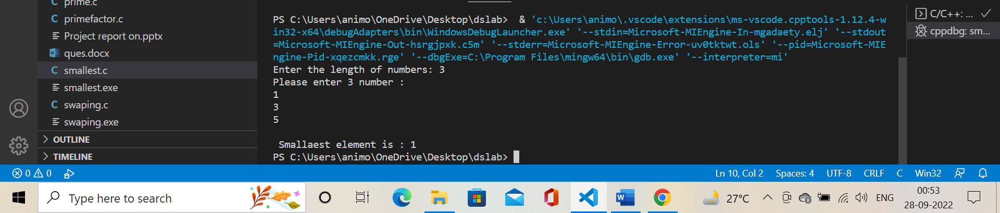 prime.c
primefactor.c
Project report on.pptx
ques.docx
smallest.c
smallest.exe
swaping.c
swaping.exe
OUTLINE
TIMELINE
PS C:\Users\animo\OneDrive\Desktop\dslab>  & 'c:\Users\animo\.vscode\extensions\ms-vscode.cpptools-1.12.4-w
in32-x64\debugAdapters\bin\WindowsDebugLauncher.exe' '--stdin=Microsoft-MIEngine-In-mgadaety.elj' '--stdout
=Microsoft-MIEngine-Out-hsrgjpxk.c5m' '--stderr=Microsoft-MIEngine-Error-uv0tktwt.ols' '--pid=Microsoft-MIE
ngine-Pid-xqezcmkk.rge' '--dbgExe=C:\Program Files\mingw64\bin\gdb.exe' '--interpreter=mi'
Enter the length of numbers: 3
Please enter 3 number :
1
3
5
Smallaest element is : 1
PS C:\Users\animo\OneDrive\Desktop\dslab>
C/C++: ...
cppdbg: sm...
0 0
Ln 10, Col 2 Spaces: 4 UTF-8 CRLF C Win32
Type here to search
27°C
ENG
00:53
28-09-2022